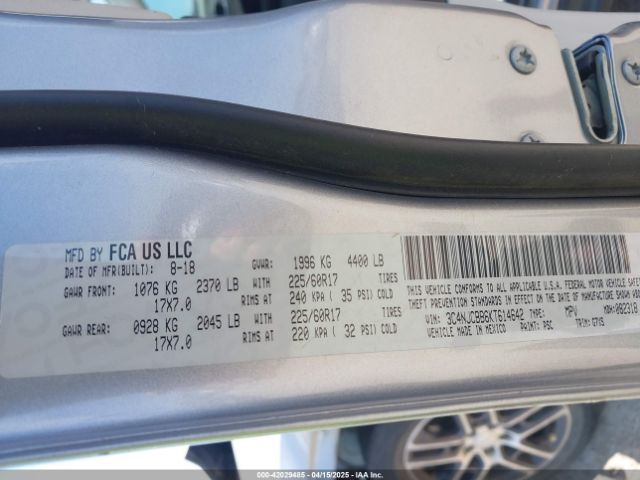 MFD BY FCA US LLC
DATE OF MFR(BUILT): 8-18 GVWR: 1996 KG 4400 LB
GAWR FRONT: 1076 KG 2370 LB WITH 225/60R17 TIRES
17X7.0 RIMS AT 240 KPA ( 35 PSI) COLD
GAWR REAR: 0928 KG 2045 LB WITH 225/60R17 TIRES
17X7.0 RIMS AT 220 KPA ( 32 PSI) COLD
THIS VEHICLE CONFORMS TO ALL APPLICABLE U.S.A. FEDERAL MOTOR VEHICLE SAFETY
THEFT PREVENTION STANDARDS IN EFFECT ON THE DATE OF MANUFACTURE SHOWN
VIN: 3C4NJCBB6KT614642 TYPE: MPV MDH:082318
VEHICLE MADE IN MEXICO PAINT: PSC TRIM:
000-42029485 - 04/15/2025 - IAA Inc.